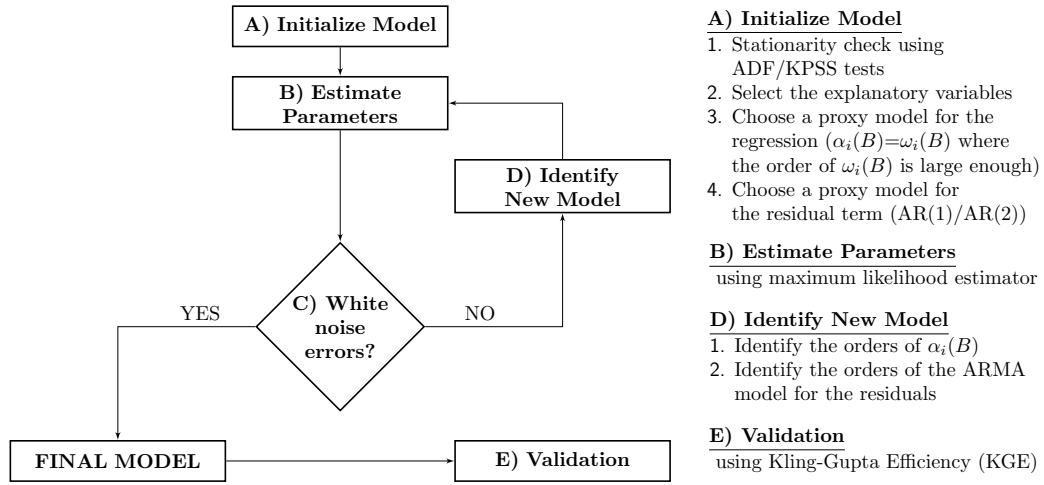 A) Initialize Model
B) Estimate
Parameters
D) Identify
New Model
C) White
noise
errors?
YES
NO
FINAL MODEL
E) Validation
A) Initialize Model
1. Stationarity check using
ADF/KPSS tests
2. Select the explanatory variables
3. Choose a proxy model for the
regression (αᵢ(B)=ωᵢ(B) where
the order of ωᵢ(B) is large enough)
4. Choose a proxy model for
the residual term (AR(1)/AR(2))
B) Estimate Parameters
using maximum likelihood estimator
D) Identify New Model
1. Identify the orders of αᵢ(B)
2. Identify the orders of the ARMA
model for the residuals
E) Validation
using Kling-Gupta Efficiency (KGE)